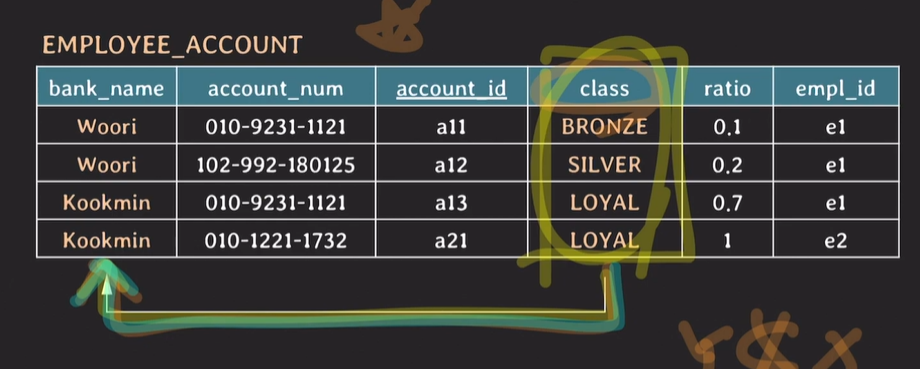 EMPLOYEE_ACCOUNT
bank_name account_num account_id class ratio empl_id
Woori 010-9231-1121 a11 BRONZE 0.1 e1
Woori 102-992-180125 a12 SILVER 0.2 e1
Kookmin 010-9231-1121 a13 LOYAL 0.7 e1
Kookmin 010-1221-1732 a21 LOYAL 1 e2